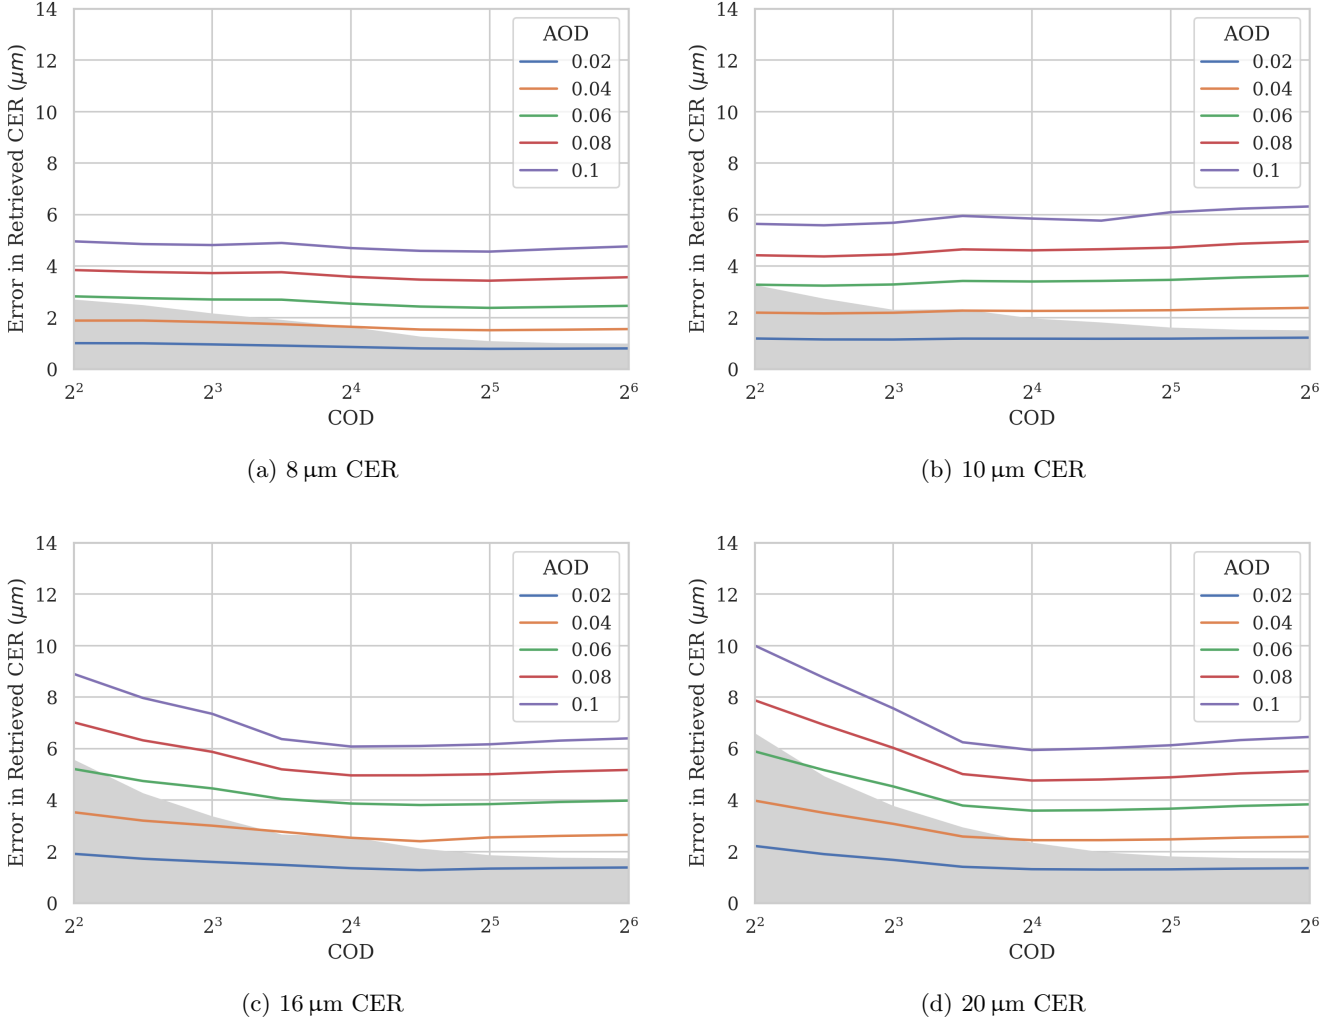 Error in Retrieved CER (μm)
14
12
10
8
6
4
2
0
AOD
0.02
0.04
0.06
0.08
0.1
2² 2³ 2⁴ 2⁵ 2⁶
COD
(a) 8 μm CER
Error in Retrieved CER (μm)
14
12
10
8
6
4
2
0
AOD
0.02
0.04
0.06
0.08
0.1
2² 2³ 2⁴ 2⁵ 2⁶
COD
(b) 10 μm CER
Error in Retrieved CER (μm)
14
12
10
8
6
4
2
0
AOD
0.02
0.04
0.06
0.08
0.1
2² 2³ 2⁴ 2⁵ 2⁶
COD
(c) 16 μm CER
Error in Retrieved CER (μm)
14
12
10
8
6
4
2
0
AOD
0.02
0.04
0.06
0.08
0.1
2² 2³ 2⁴ 2⁵ 2⁶
COD
(d) 20 μm CER